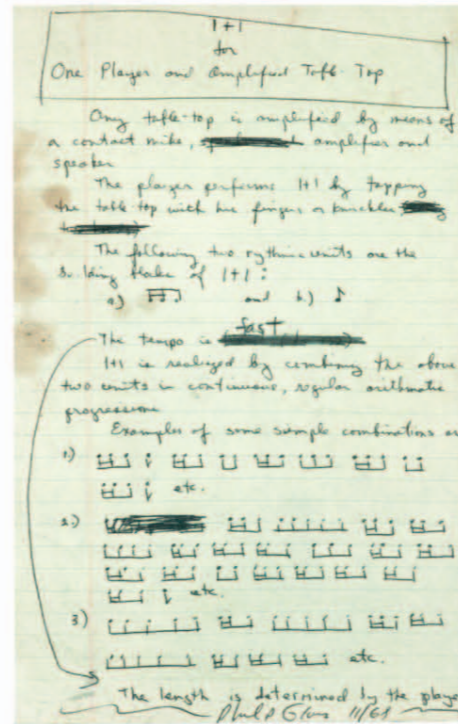 1+1
for
One Player and Amplified Table-Top
Any table-top is amplified by means of
a contact mike, amplifier and
speaker
The player performs 1+1 by tapping
the table top with his fingers or knuckles
The following two rythmic units are the
building blocks of 1+1:
a) and b) ♪
The tempo is fast
1+1 is realized by combining the above
two units in continuous, regular arithmetic
progressions
Examples of some simple combinations are
1)
etc.
2)
etc.
3)
etc.
The length is determined by the player
Philip Glass 11/68